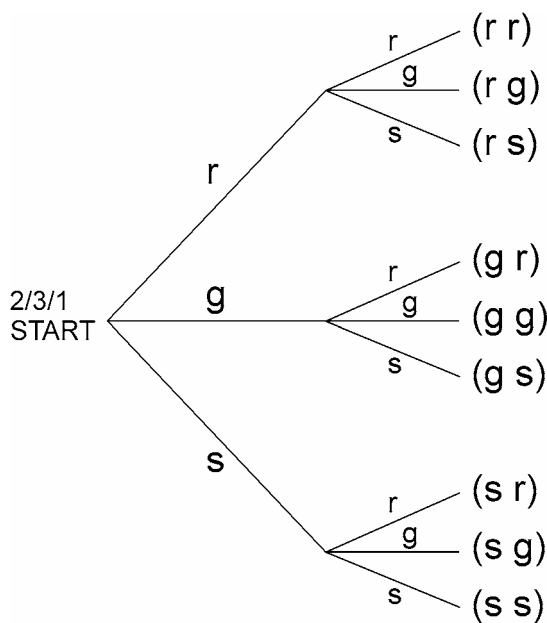 r
(r r)
g
(r g)
s
(r s)
r
2/3/1
START
g
r
(g r)
g
(g g)
s
(g s)
s
r
(s r)
g
(s g)
s
(s s)